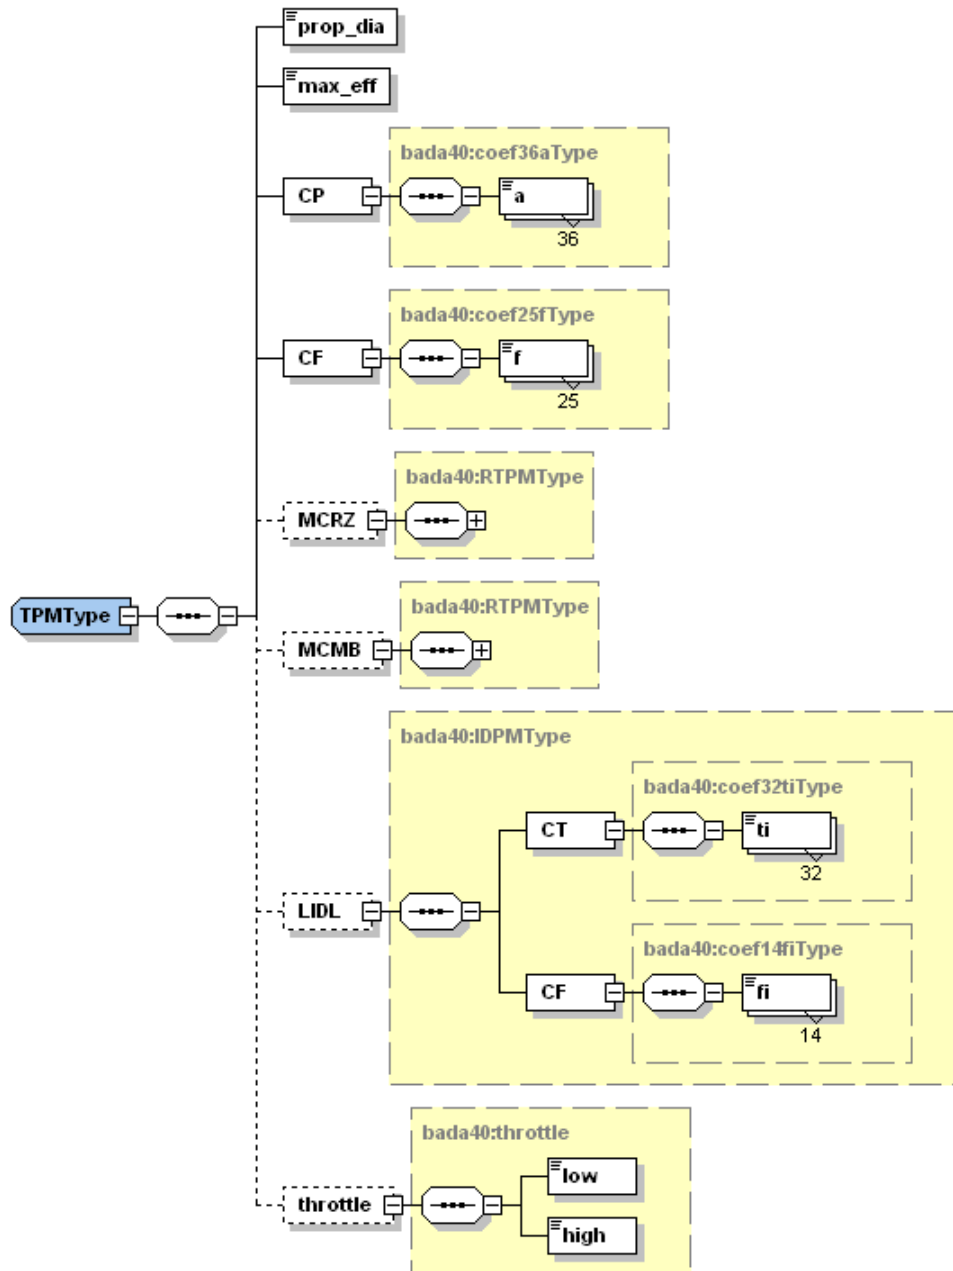 prop_dia
max_eff
bada40:coef36aType
CP
a
36
bada40:coef25fType
CF
f
25
bada40:RTPMType
MCRZ
TPMType
bada40:RTPMType
MCMB
bada40:IDPMType
bada40:coef32tiType
CT
ti
32
LIDL
bada40:coef14fiType
CF
fi
14
bada40:throttle
low
throttle
high